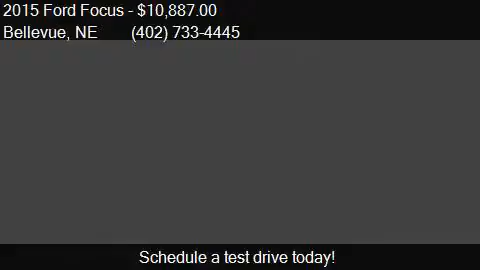 2015 Ford Focus - $10,887.00
Bellevue, NE (402) 733-4445
Schedule a test drive today!